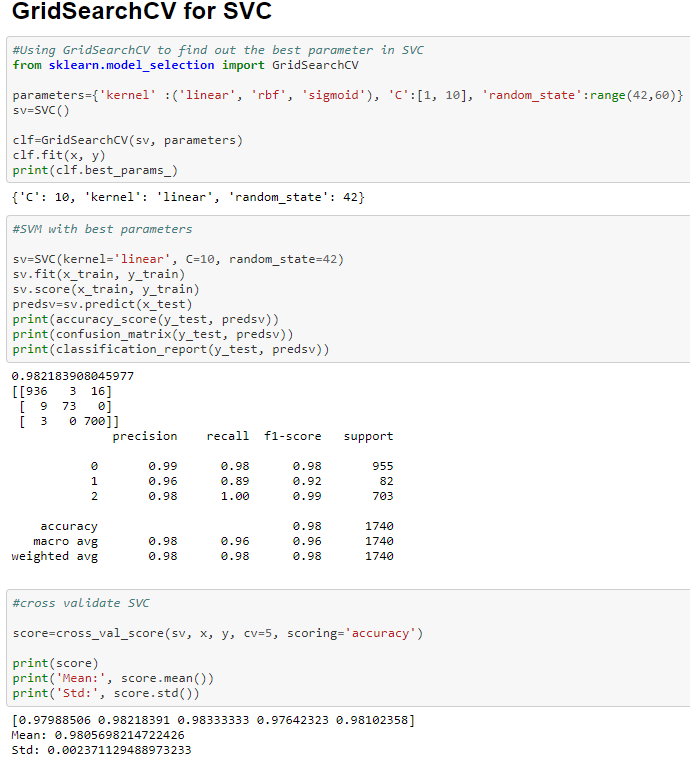 GridSearchCV for SVC
#Using GridSearchCV to find out the best parameter in SVC
from sklearn.model_selection import GridSearchCV
parameters={'kernel' :('linear', 'rbf', 'sigmoid'), 'C':[1, 10], 'random_state':range(42,60)}
sv=SVC()
clf=GridSearchCV(sv, parameters)
clf.fit(x, y)
print(clf.best_params_)
{'C': 10, 'kernel': 'linear', 'random_state': 42}
#SVM with best parameters
sv=SVC(kernel='linear', C=10, random_state=42)
sv.fit(x_train, y_train)
sv.score(x_train, y_train)
predsv=sv.predict(x_test)
print(accuracy_score(y_test, predsv))
print(confusion_matrix(y_test, predsv))
print(classification_report(y_test, predsv))
0.982183908045977
[[936   3  16]
 [  9  73   0]
 [  3   0 700]]
              precision    recall  f1-score   support
           0       0.99      0.98      0.98       955
           1       0.96      0.89      0.92        82
           2       0.98      1.00      0.99       703
    accuracy                           0.98      1740
   macro avg       0.98      0.96      0.96      1740
weighted avg       0.98      0.98      0.98      1740
#cross validate SVC
score=cross_val_score(sv, x, y, cv=5, scoring='accuracy')
print(score)
print('Mean:', score.mean())
print('Std:', score.std())
[0.97988506 0.98218391 0.98333333 0.97642323 0.98102358]
Mean: 0.9805698214722426
Std: 0.002371129488973233